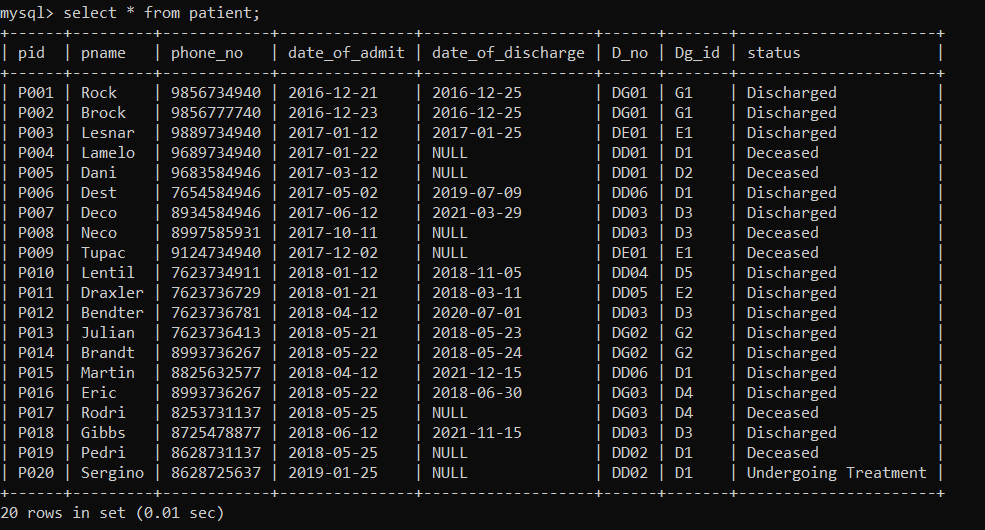 mysql> select * from patient;
+------+---------+------------+---------------+-------------------+------+-------+----------------------+
| pid  | pname   | phone_no   | date_of_admit | date_of_discharge | D_no | Dg_id | status               |
+------+---------+------------+---------------+-------------------+------+-------+----------------------+
| P001 | Rock    | 9856734940 | 2016-12-21    | 2016-12-25        | DG01 | G1    | Discharged           |
| P002 | Brock   | 9856777740 | 2016-12-23    | 2016-12-25        | DG01 | G1    | Discharged           |
| P003 | Lesnar  | 9889734940 | 2017-01-12    | 2017-01-25        | DE01 | E1    | Discharged           |
| P004 | Lamelo  | 9689734940 | 2017-01-22    | NULL              | DD01 | D1    | Deceased             |
| P005 | Dani    | 9683584946 | 2017-03-12    | NULL              | DD01 | D2    | Deceased             |
| P006 | Dest    | 7654584946 | 2017-05-02    | 2019-07-09        | DD06 | D1    | Discharged           |
| P007 | Deco    | 8934584946 | 2017-06-12    | 2021-03-29        | DD03 | D3    | Discharged           |
| P008 | Neco    | 8997585931 | 2017-10-11    | NULL              | DD03 | D3    | Deceased             |
| P009 | Tupac   | 9124734940 | 2017-12-02    | NULL              | DE01 | E1    | Deceased             |
| P010 | Lentil  | 7623734911 | 2018-01-12    | 2018-11-05        | DD04 | D5    | Discharged           |
| P011 | Draxler | 7623736729 | 2018-01-21    | 2018-03-11        | DD05 | E2    | Discharged           |
| P012 | Bendter | 7623736781 | 2018-04-12    | 2020-07-01        | DD03 | D3    | Discharged           |
| P013 | Julian  | 7623736413 | 2018-05-21    | 2018-05-23        | DG02 | G2    | Discharged           |
| P014 | Brandt  | 8993736267 | 2018-05-22    | 2018-05-24        | DG02 | G2    | Discharged           |
| P015 | Martin  | 8825632577 | 2018-04-12    | 2021-12-15        | DD06 | D1    | Discharged           |
| P016 | Eric    | 8993736267 | 2018-05-22    | 2018-06-30        | DG03 | D4    | Discharged           |
| P017 | Rodri   | 8253731137 | 2018-05-25    | NULL              | DG03 | D4    | Deceased             |
| P018 | Gibbs   | 8725478877 | 2018-06-12    | 2021-11-15        | DD03 | D3    | Discharged           |
| P019 | Pedri   | 8628731137 | 2018-05-25    | NULL              | DD02 | D1    | Deceased             |
| P020 | Sergino | 8628725637 | 2019-01-25    | NULL              | DD02 | D1    | Undergoing Treatment |
+------+---------+------------+---------------+-------------------+------+-------+----------------------+
20 rows in set (0.01 sec)